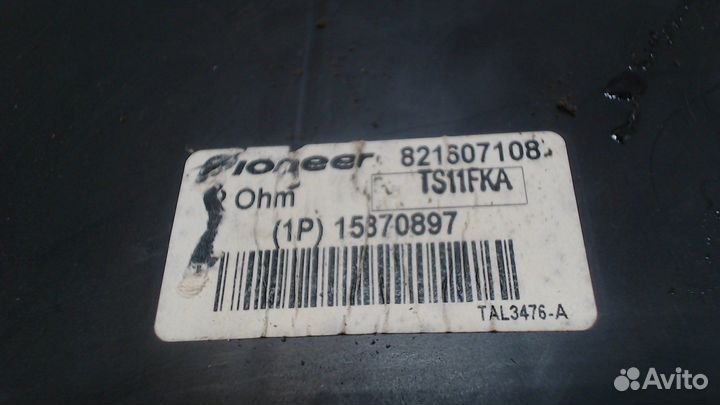 Pioneer 821607108
Ohm TS11FKA
(1P) 15870897
TAL3476-A
Avito